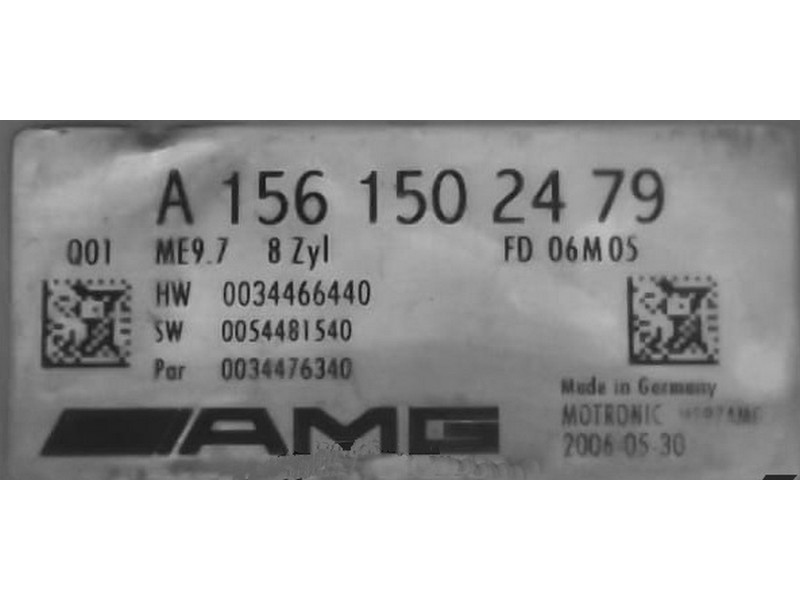 A 156 150 24 79
Q01 ME9.7 8 Zyl FD 06M05
HW 0034466440
SW 0054481540
Par 0034476340
Made in Germany
MOTRONIC
AMG
2006-05-30